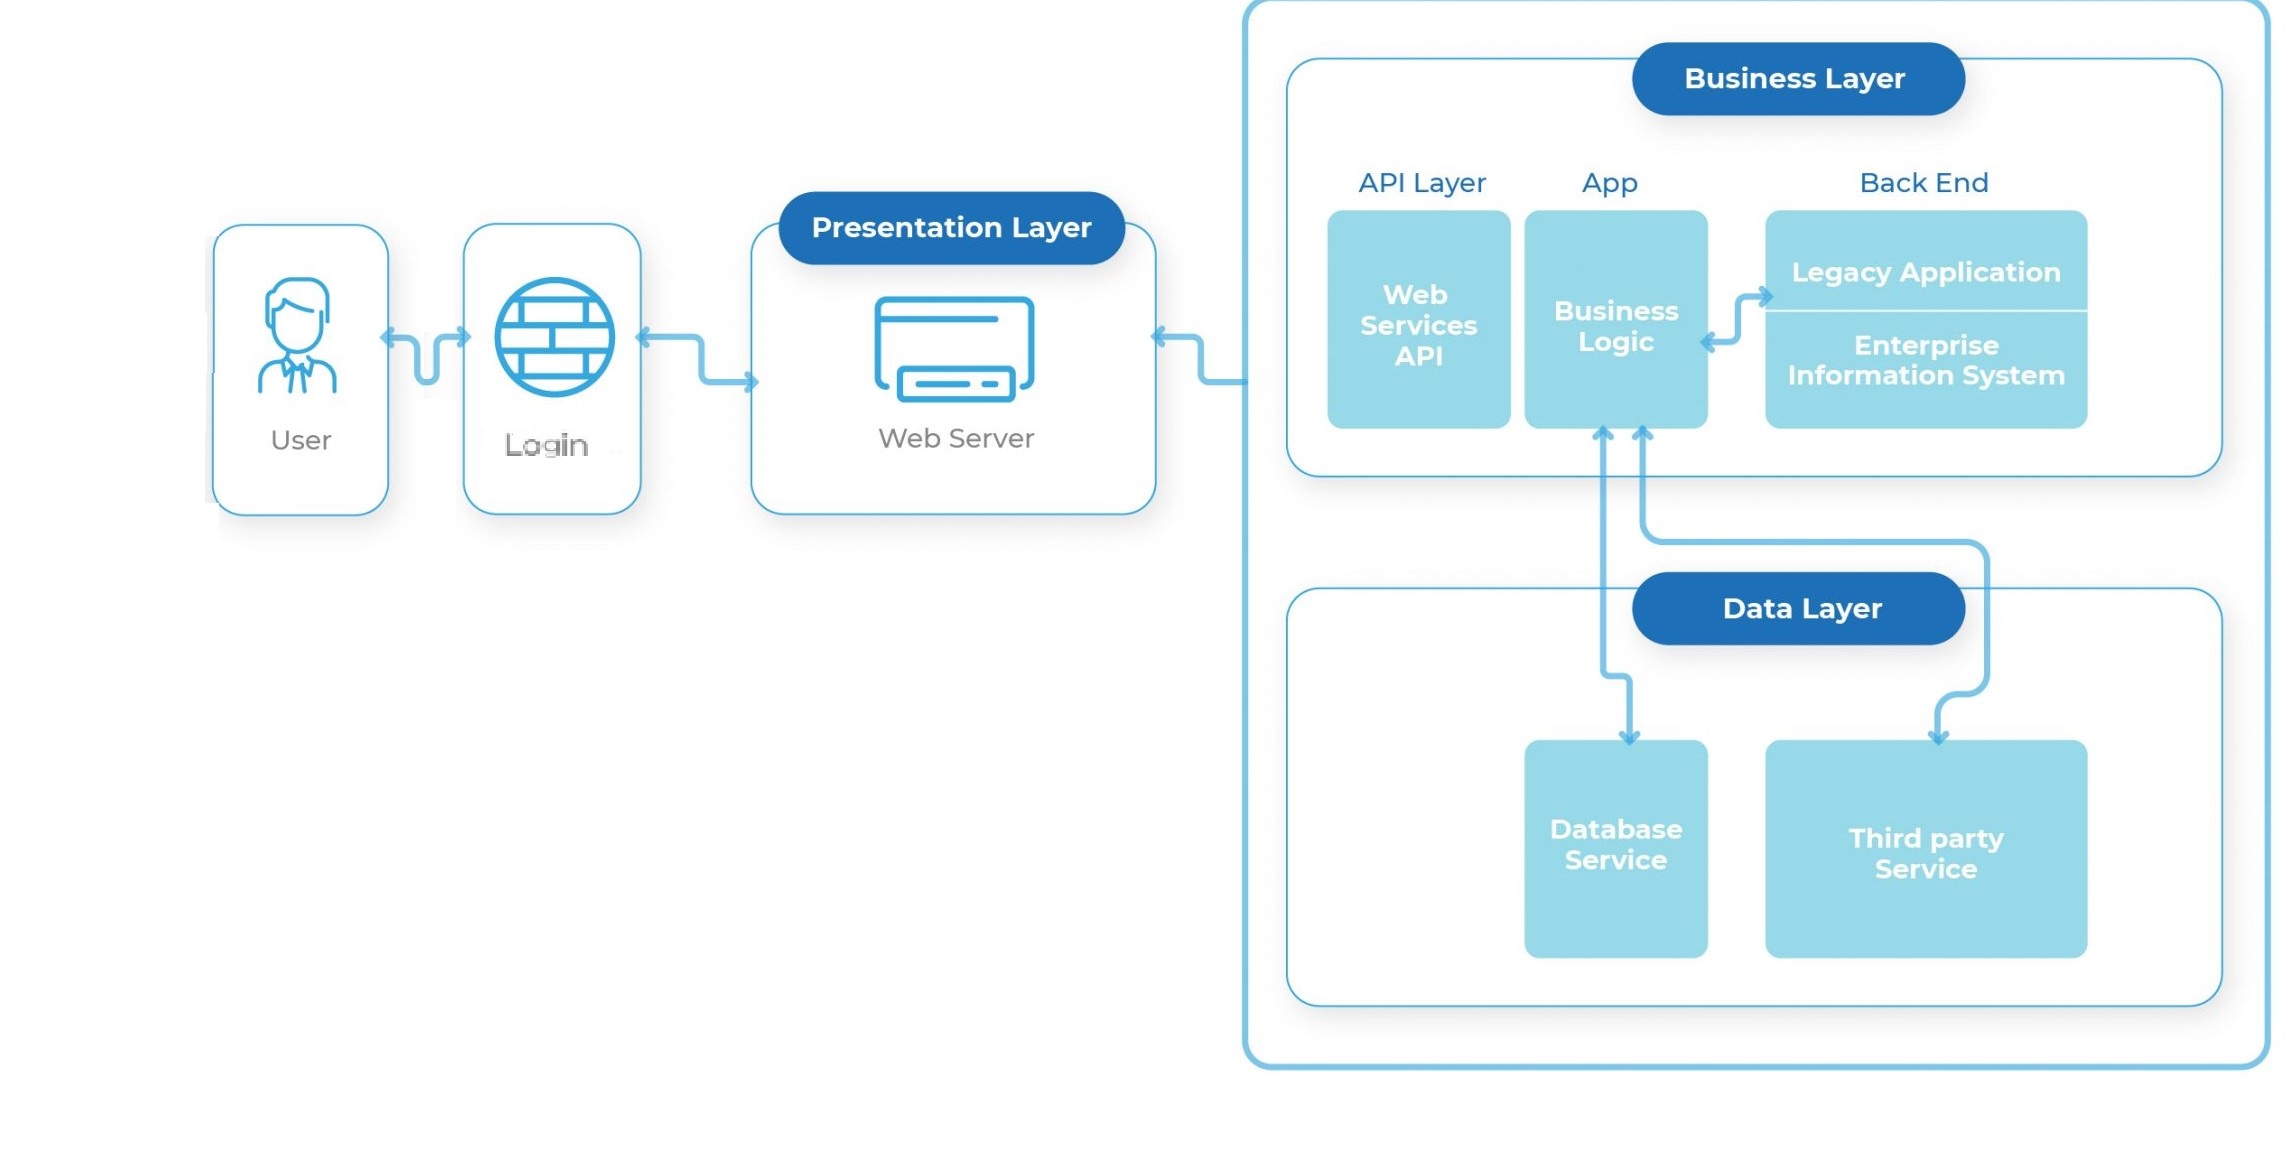 User
Login
Presentation Layer
Web Server
Business Layer
API Layer
App
Back End
Web
Services
API
Business
Logic
Legacy Application
Enterprise
Information System
Data Layer
Database
Service
Third party
Service